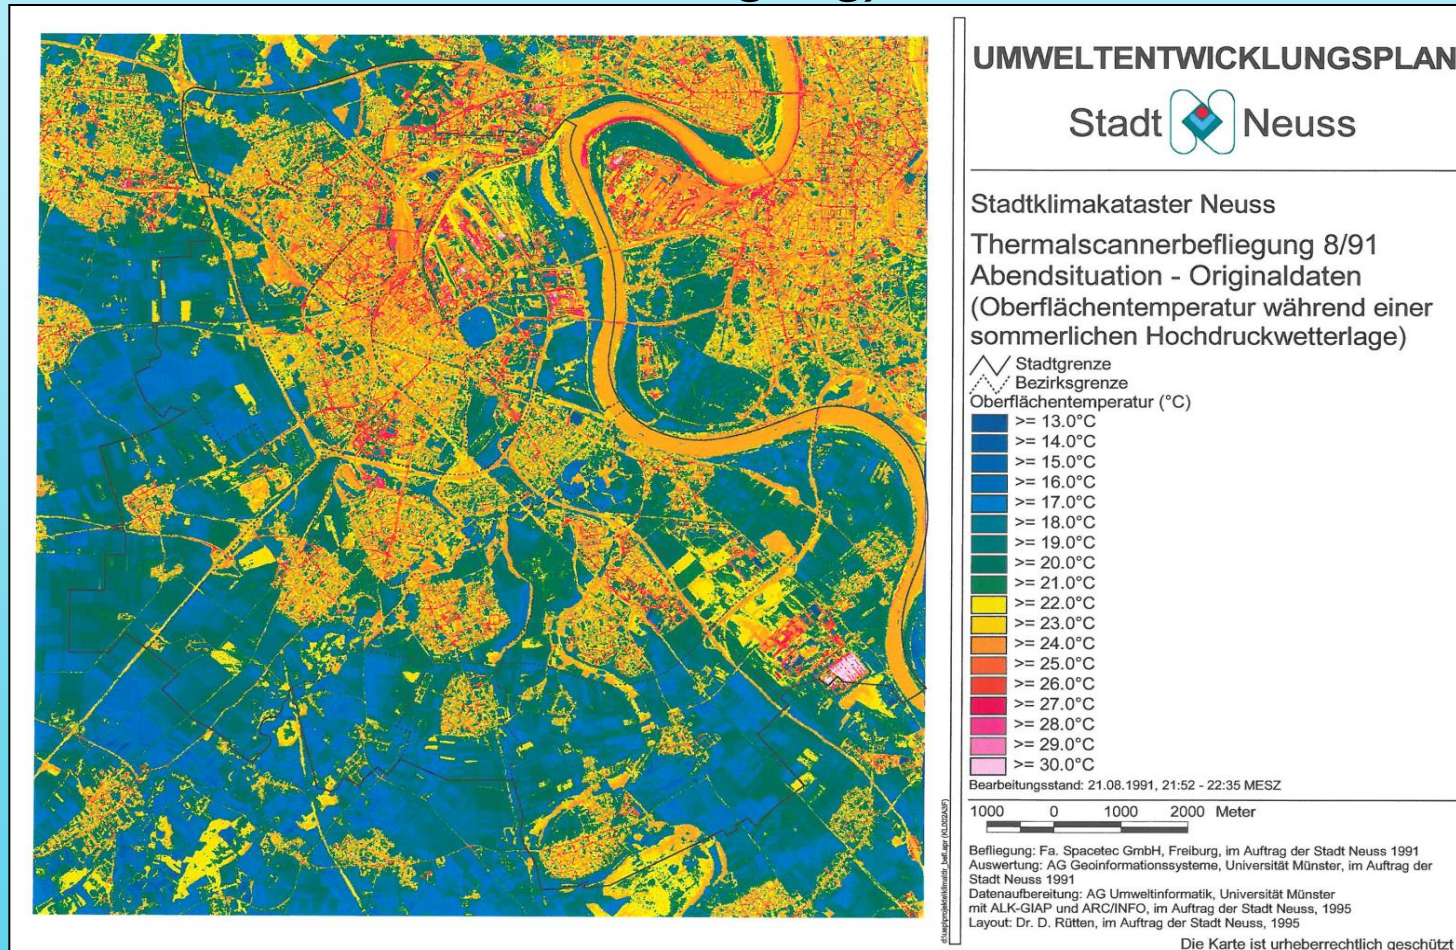 UMWELTENTWICKLUNGSPLAN
Stadt Neuss
Stadtklimakataster Neuss
Thermalscannerbefliegung 8/91
Abendsituation - Originaldaten
(Oberflächentemperatur während einer
sommerlichen Hochdruckwetterlage)
Stadtgrenze
Bezirksgrenze
Oberflächentemperatur (°C)
>= 13.0°C
>= 14.0°C
>= 15.0°C
>= 16.0°C
>= 17.0°C
>= 18.0°C
>= 19.0°C
>= 20.0°C
>= 21.0°C
>= 22.0°C
>= 23.0°C
>= 24.0°C
>= 25.0°C
>= 26.0°C
>= 27.0°C
>= 28.0°C
>= 29.0°C
>= 30.0°C
Bearbeitungsstand: 21.08.1991, 21:52 - 22:35 MESZ
1000 0 1000 2000 Meter
Befliegung: Fa. Spacetec GmbH, Freiburg, im Auftrag der Stadt Neuss 1991
Auswertung: AG Geoinformationssysteme, Universität Münster, im Auftrag der
Stadt Neuss 1991
Datenaufbereitung: AG Umweltinformatik, Universität Münster
mit ALK-GIAP und ARC/INFO, im Auftrag der Stadt Neuss, 1995
Layout: Dr. D. Rütten, im Auftrag der Stadt Neuss, 1995
Die Karte ist urheberrechtlich geschützt